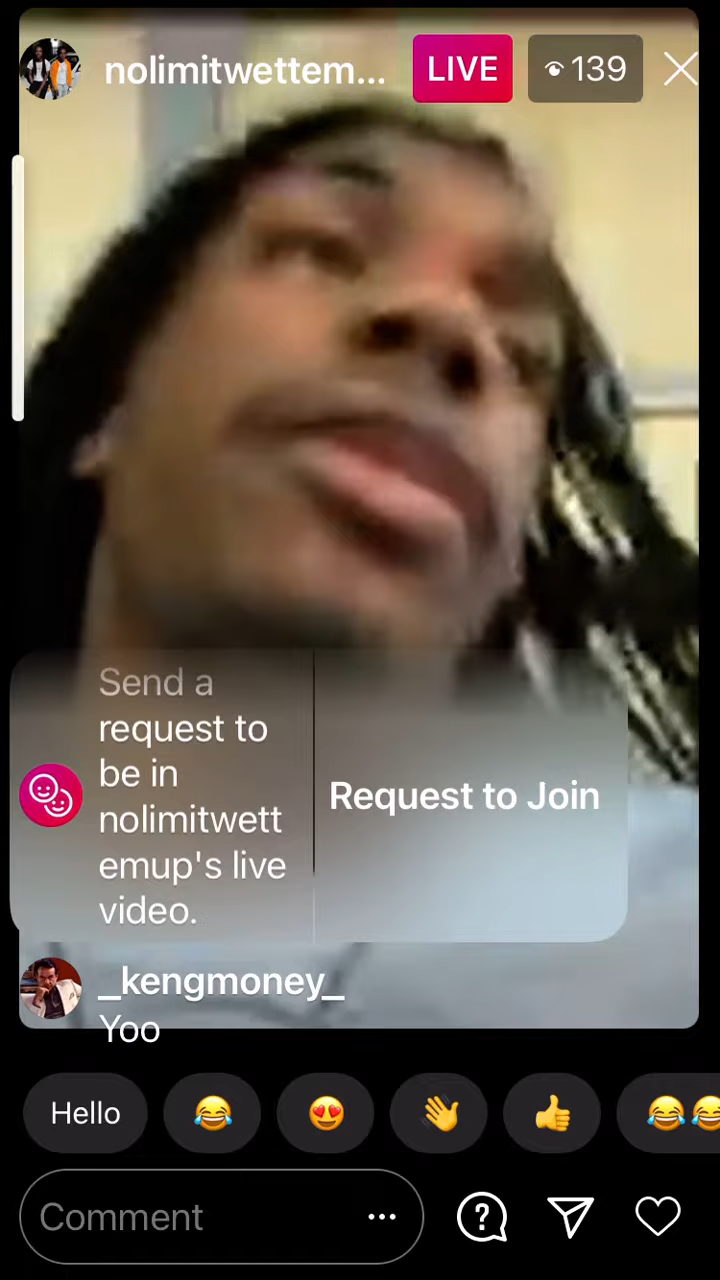 nolimitwettem...
LIVE
139
Send a
request to
be in
nolimitwett
emup's live
video.
Request to Join
_kengmoney_
Yoo
Hello
Comment